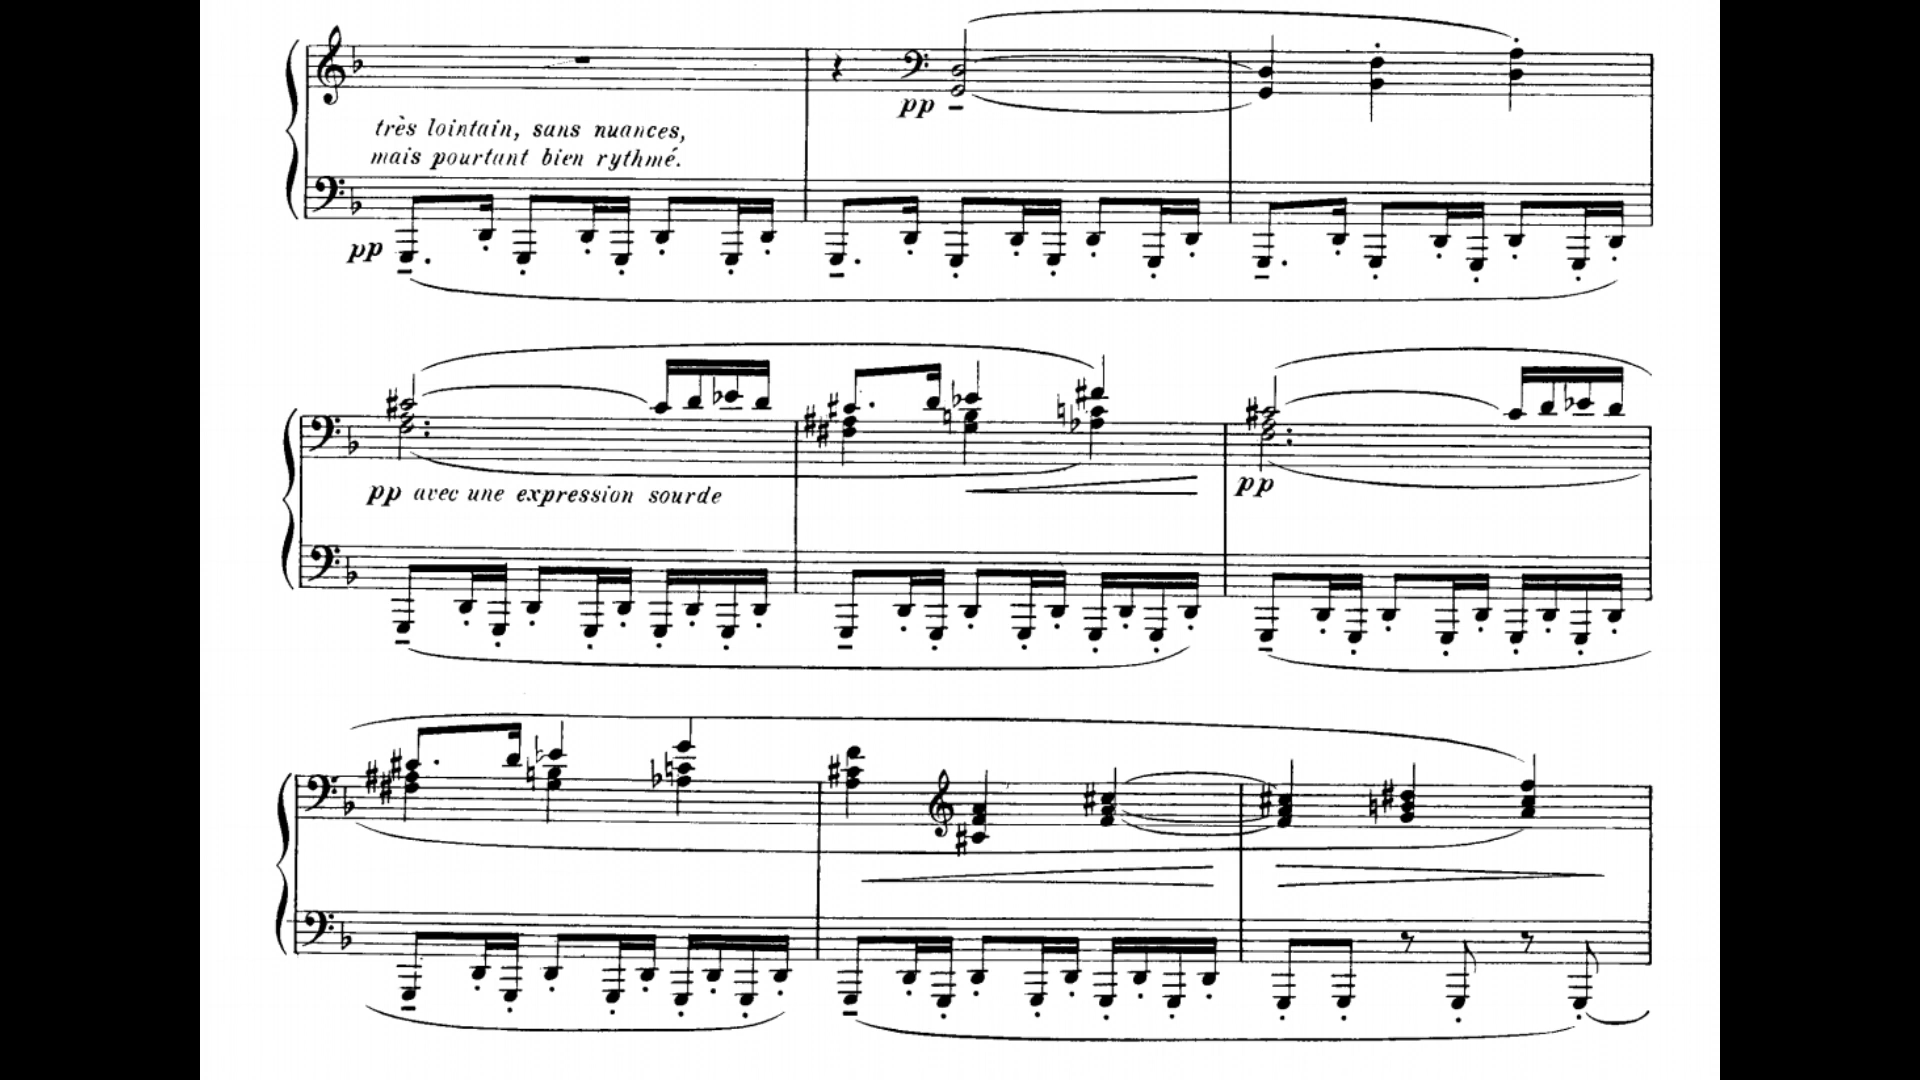 pp
très lointain, sans nuances,
mais pourtant bien rythmé.
pp
pp avec une expression sourde
pp